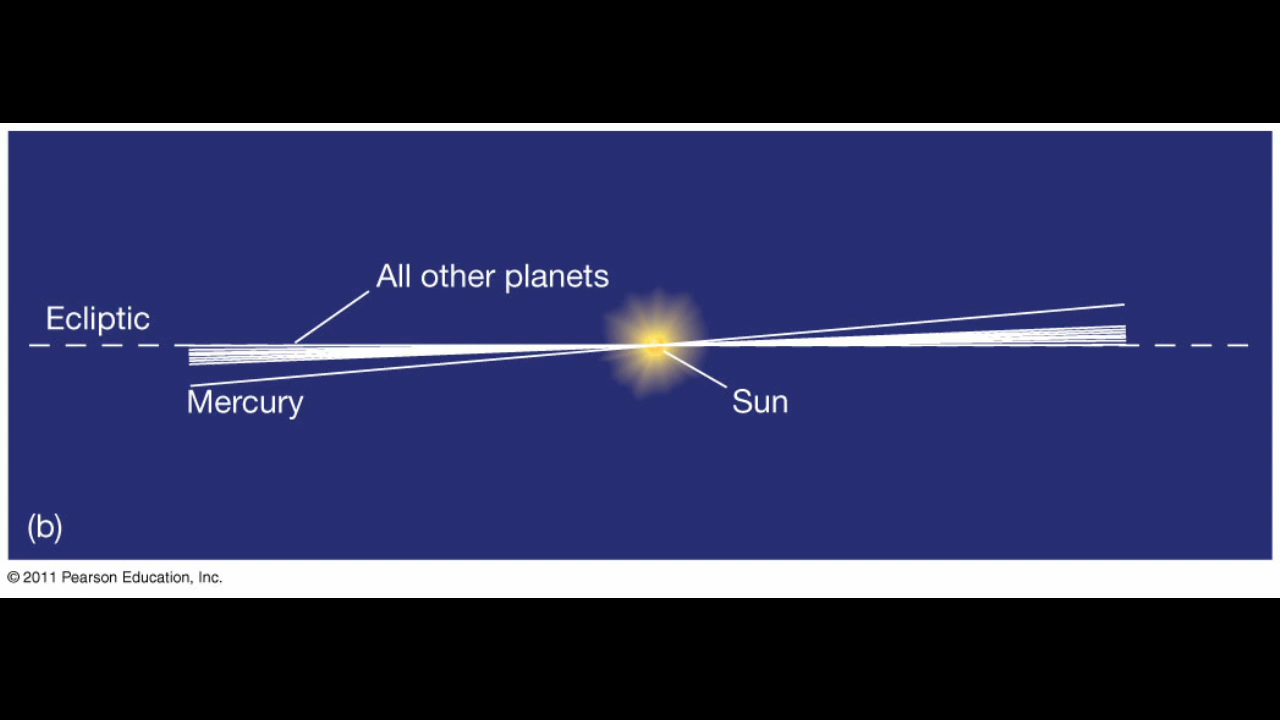 All other planets
Ecliptic
Mercury
Sun
(b)
© 2011 Pearson Education, Inc.